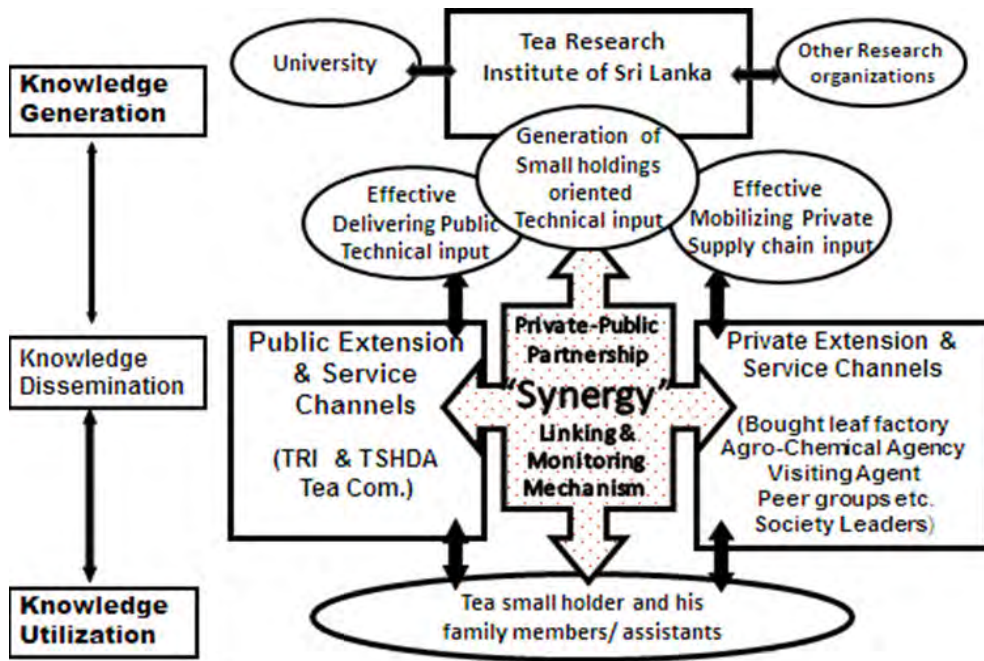 Knowledge
Generation
Knowledge
Dissemination
Knowledge
Utilization
University
Tea Research
Institute of Sri Lanka
Other Research
organizations
Generation of
Small holdings
oriented
Technical input
Effective
Delivering Public
Technical input
Effective
Mobilizing Private
Supply chain input
Public Extension
& Service
Channels
(TRI & TSHDA
Tea Com.)
Private-Public
Partnership
"Synergy"
Linking &
Monitoring
Mechanism
Private Extension &
Service Channels
(Bought leaf factory
Agro-Chemical Agency
Visiting Agent
Peer groups etc.
Society Leaders)
Tea small holder and his
family members/ assistants